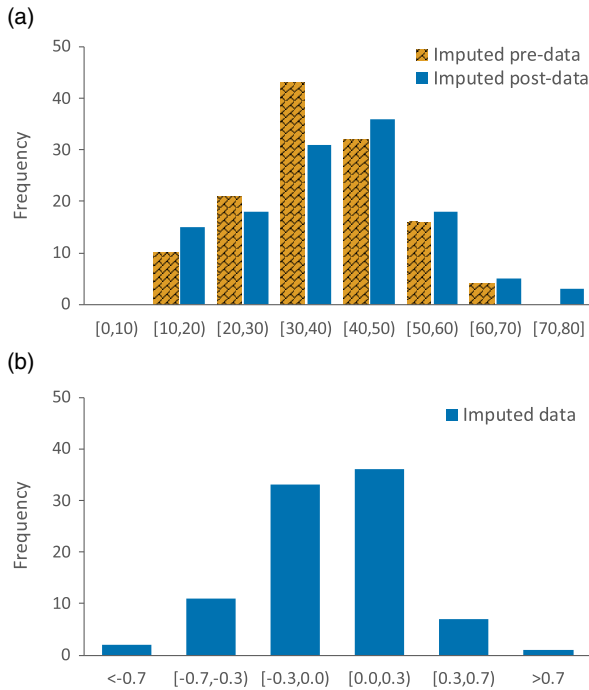 (a)
50
40
30
20
10
0
Frequency
Imputed pre-data
Imputed post-data
[0,10) [10,20) [20,30) [30,40) [40,50) [50,60) [60,70) [70,80]
(b)
50
40
30
20
10
0
Frequency
Imputed data
<-0.7 [-0.7,-0.3) [-0.3,0.0) [0.0,0.3) [0.3,0.7) >0.7